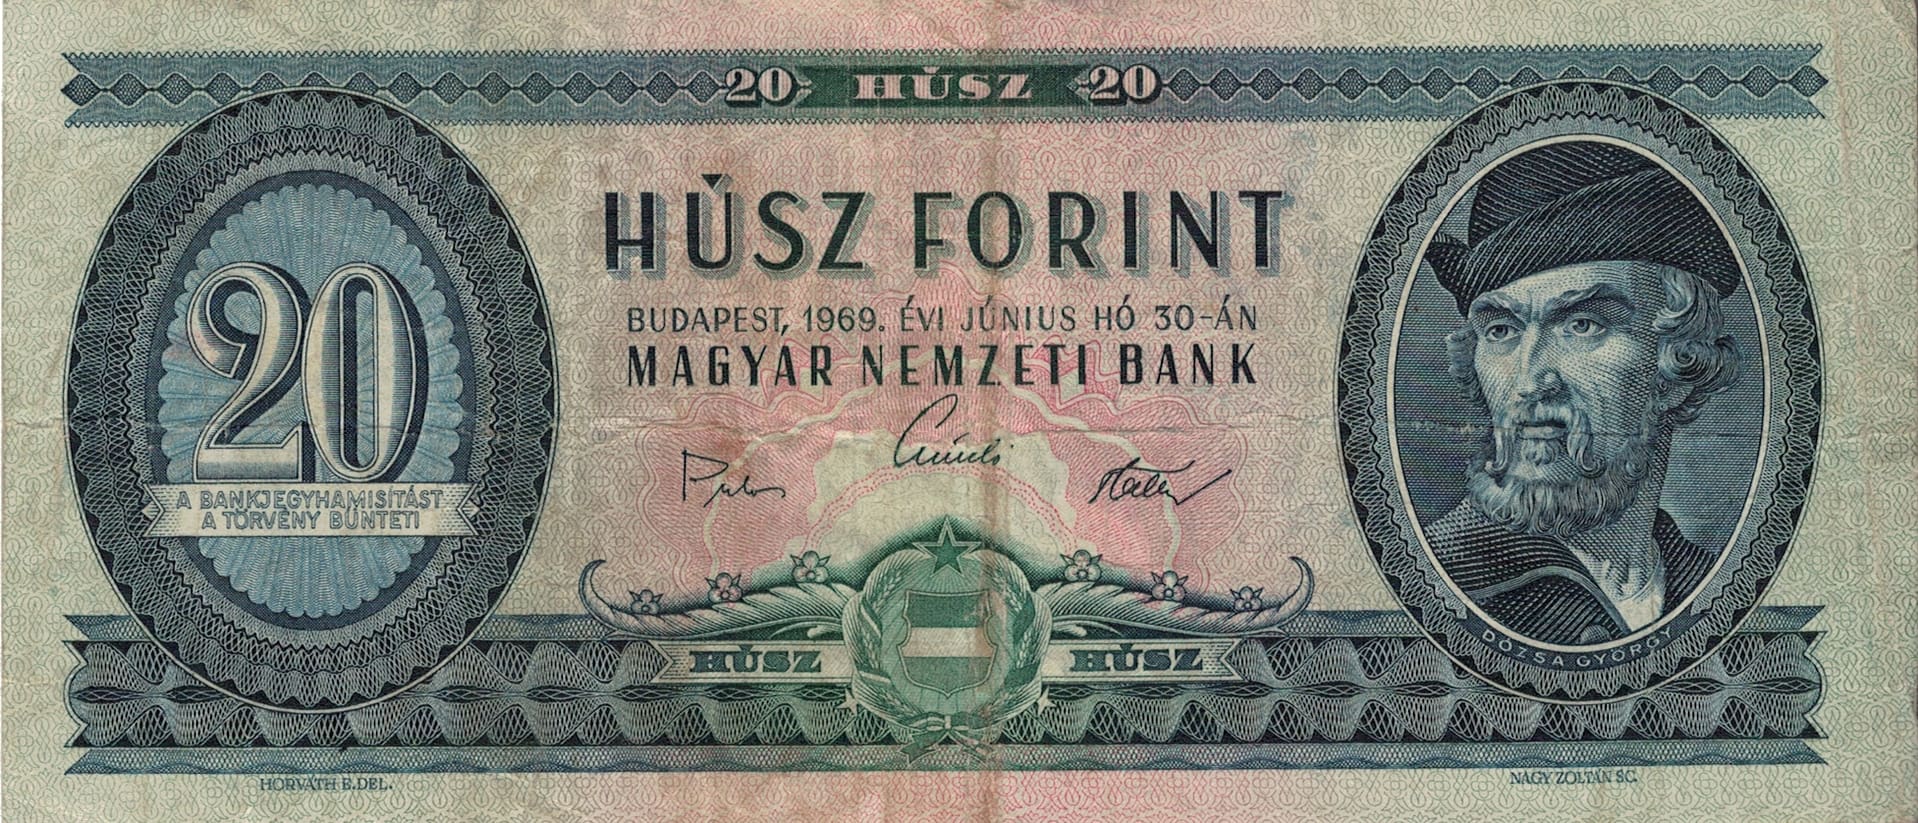 20 HÚSZ 20
HÚSZ FORINT
BUDAPEST, 1969. ÉVI JÚNIUS HÓ 30-ÁN
MAGYAR NEMZETI BANK
20
A BANKJEGYHAMISÍTÁST
A TÖRVÉNY BÜNTETI
HÚSZ HÚSZ
DÓZSA GYÖRGY
HORVÁTH E. DEL.
NAGY ZOLTÁN SC.